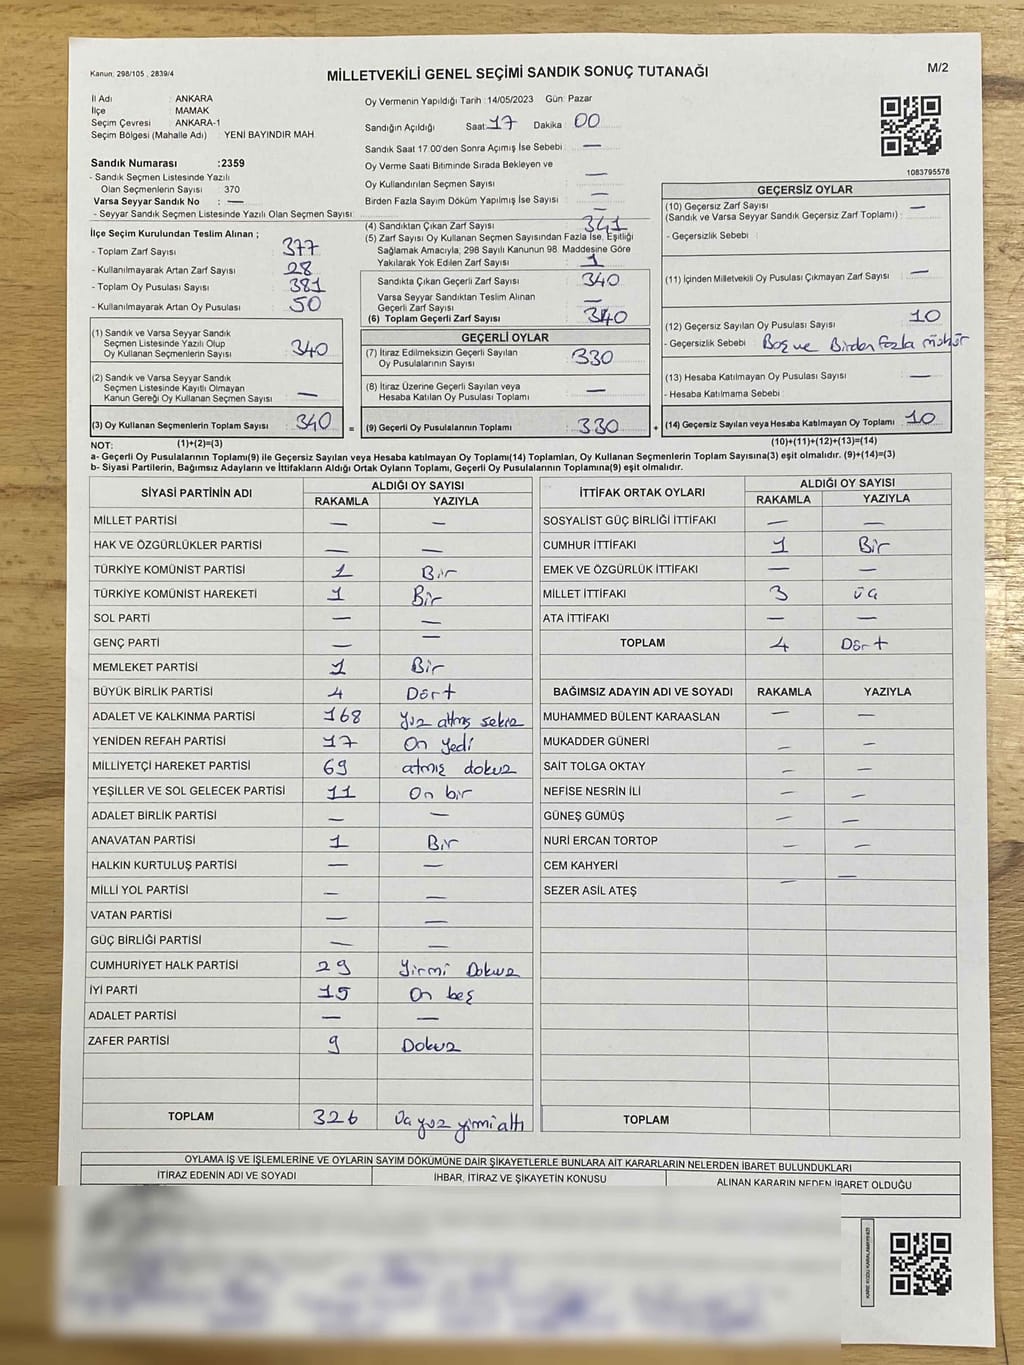 Kanun; 298/105 , 2839/4
MİLLETVEKİLİ GENEL SEÇİMİ SANDIK SONUÇ TUTANAĞI
M/2
İl Adı : ANKARA
İlçe : MAMAK
Seçim Çevresi : ANKARA-1
Seçim Bölgesi (Mahalle Adı) : YENİ BAYINDIR MAH.
Sandık Numarası :2359
- Sandık Seçmen Listesinde Yazılı
Olan Seçmenlerin Sayısı : 370
Varsa Seyyar Sandık No : —
- Seyyar Sandık Seçmen Listesinde Yazılı Olan Seçmen Sayısı:
İlçe Seçim Kurulundan Teslim Alınan ;
- Toplam Zarf Sayısı : 377
- Kullanılmayarak Artan Zarf Sayısı : 28
- Toplam Oy Pusulası Sayısı : 381
- Kullanılmayarak Artan Oy Pusulası : 50
(1) Sandık ve Varsa Seyyar Sandık
Seçmen Listesinde Yazılı Olup
Oy Kullanan Seçmenlerin Sayısı : 340
(2) Sandık ve Varsa Seyyar Sandık
Seçmen Listesinde Kayıtlı Olmayan
Kanun Gereği Oy Kullanan Seçmen Sayısı : —
(3) Oy Kullanan Seçmenlerin Toplam Sayısı : 340 =
Oy Vermenin Yapıldığı Tarih :14/05/2023 Gün: Pazar
Sandığın Açıldığı Saat: 17 Dakika : 00
Sandık Saat 17:00'den Sonra Açımış İse Sebebi : —
Oy Verme Saati Bitiminde Sırada Bekleyen ve
Oy Kullandırılan Seçmen Sayısı : —
Birden Fazla Sayım Döküm Yapılmış İse Sayısı : —
(4) Sandıktan Çıkan Zarf Sayısı : 341
(5) Zarf Sayısı Oy Kullanan Seçmen Sayısından Fazla İse, Eşitliği
Sağlamak Amacıyla; 298 Sayılı Kanunun 98. Maddesine Göre
Yakılarak Yok Edilen Zarf Sayısı : 1
Sandıkta Çıkan Geçerli Zarf Sayısı : 340
Varsa Seyyar Sandıktan Teslim Alınan
Geçerli Zarf Sayısı : —
(6) Toplam Geçerli Zarf Sayısı : 340
GEÇERLİ OYLAR
(7) İtiraz Edilmeksizin Geçerli Sayılan
Oy Pusulalarının Sayısı : 330
(8) İtiraz Üzerine Geçerli Sayılan veya
Hesaba Katılan Oy Pusulası Toplamı : —
(9) Geçerli Oy Pusulalarının Toplamı : 330 +
1083795578
GEÇERSİZ OYLAR
(10) Geçersiz Zarf Sayısı : —
(Sandık ve Varsa Seyyar Sandık Geçersiz Zarf Toplamı) :
- Geçersizlik Sebebi :
(11) İçinden Milletvekili Oy Pusulası Çıkmayan Zarf Sayısı : —
(12) Geçersiz Sayılan Oy Pusulası Sayısı : 10
- Geçersizlik Sebebi : Boş ve Birden fazla mühür
(13) Hesaba Katılmayan Oy Pusulası Sayısı : —
- Hesaba Katılmama Sebebi :
(14) Geçersiz Sayılan veya Hesaba Katılmayan Oy Toplamı : 10
NOT: (1)+(2)=(3) (10)+(11)+(12)+(13)=(14)
a- Geçerli Oy Pusulalarının Toplamı(9) ile Geçersiz Sayılan veya Hesaba katılmayan Oy Toplamı(14) Toplamları, Oy Kullanan Seçmenlerin Toplam Sayısına(3) eşit olmalıdır. (9)+(14)=(3)
b- Siyasi Partilerin, Bağımsız Adayların ve İttifakların Aldığı Ortak Oyların Toplamı, Geçerli Oy Pusulalarının Toplamına(9) eşit olmalıdır.
SİYASİ PARTİNİN ADI ALDIĞI OY SAYISI
RAKAMLA YAZIYLA
MİLLET PARTİSİ — —
HAK VE ÖZGÜRLÜKLER PARTİSİ — —
TÜRKİYE KOMÜNİST PARTİSİ 1 Bir
TÜRKİYE KOMÜNİST HAREKETİ 1 Bir
SOL PARTİ — —
GENÇ PARTİ — —
MEMLEKET PARTİSİ 1 Bir
BÜYÜK BİRLİK PARTİSİ 4 Dört
ADALET VE KALKINMA PARTİSİ 168 Yüz atmış sekiz
YENİDEN REFAH PARTİSİ 17 On yedi
MİLLİYETÇİ HAREKET PARTİSİ 69 atmış dokuz
YEŞİLLER VE SOL GELECEK PARTİSİ 11 On bir
ADALET BİRLİK PARTİSİ — —
ANAVATAN PARTİSİ 1 Bir
HALKIN KURTULUŞ PARTİSİ — —
MİLLİ YOL PARTİSİ — —
VATAN PARTİSİ — —
GÜÇ BİRLİĞİ PARTİSİ — —
CUMHURİYET HALK PARTİSİ 29 Yirmi Dokuz
İYİ PARTİ 15 On beş
ADALET PARTİSİ — —
ZAFER PARTİSİ 9 Dokuz
TOPLAM 326 Üç yüz yirmi altı
İTTİFAK ORTAK OYLARI ALDIĞI OY SAYISI
RAKAMLA YAZIYLA
SOSYALİST GÜÇ BİRLİĞİ İTTİFAKI — —
CUMHUR İTTİFAKI 1 Bir
EMEK VE ÖZGÜRLÜK İTTİFAKI — —
MİLLET İTTİFAKI 3 üç
ATA İTTİFAKI — —
TOPLAM 4 Dört
BAĞIMSIZ ADAYIN ADI VE SOYADI RAKAMLA YAZIYLA
MUHAMMED BÜLENT KARAASLAN — —
MUKADDER GÜNERİ — —
SAİT TOLGA OKTAY — —
NEFİSE NESRİN İLİ — —
GÜNEŞ GÜMÜŞ — —
NURİ ERCAN TORTOP — —
CEM KAHYERİ — —
SEZER ASİL ATEŞ —
TOPLAM
OYLAMA İŞ VE İŞLEMLERİNE VE OYLARIN SAYIM DÖKÜMÜNE DAİR ŞİKAYETLERLE BUNLARA AİT KARARLARIN NELERDEN İBARET BULUNDUKLARI
İTİRAZ EDENİN ADI VE SOYADI İHBAR, İTİRAZ VE ŞİKAYETİN KONUSU ALINAN KARARIN NEDEN İBARET OLDUĞU
KARE KODU KARALAMAYINIZ!